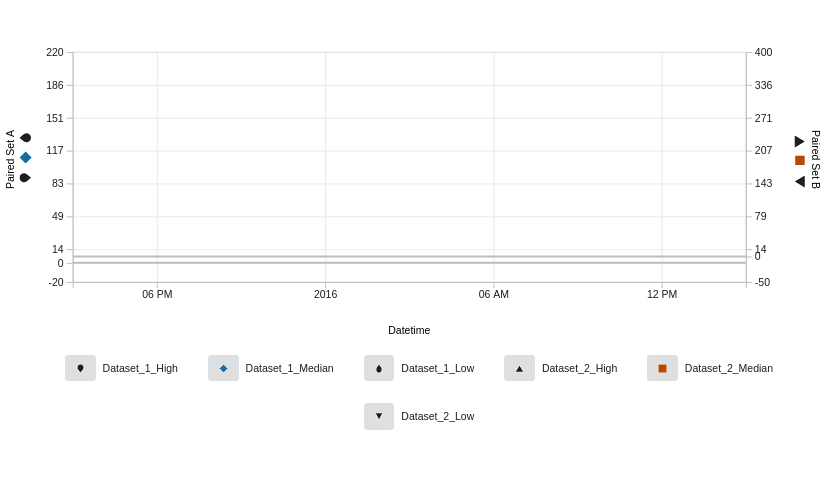 220
186
151
117
83
49
14
0
-20
400
336
271
207
143
79
14
0
-50
Paired Set A
Paired Set B
06 PM
2016
06 AM
12 PM
Datetime
Dataset_1_High
Dataset_1_Median
Dataset_1_Low
Dataset_2_High
Dataset_2_Median
Dataset_2_Low